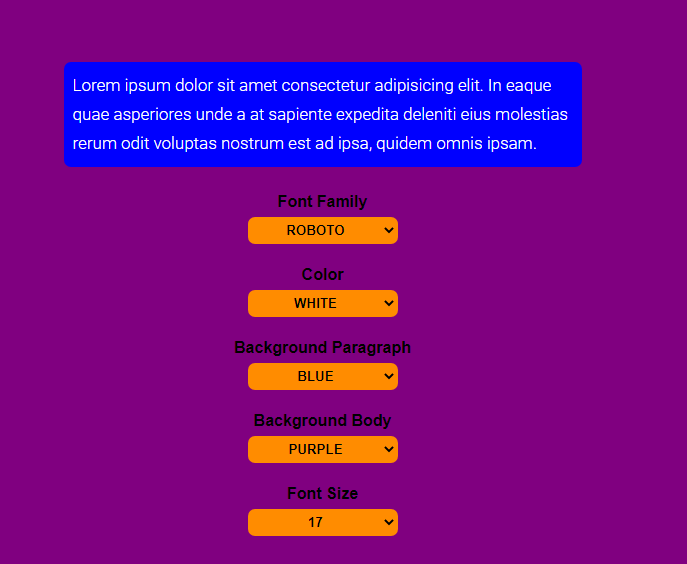 Lorem ipsum dolor sit amet consectetur adipisicing elit. In eaque
quae asperiores unde a at sapiente expedita deleniti eius molestias
rerum odit voluptas nostrum est ad ipsa, quidem omnis ipsam.
Font Family
ROBOTO
Color
WHITE
Background Paragraph
BLUE
Background Body
PURPLE
Font Size
17